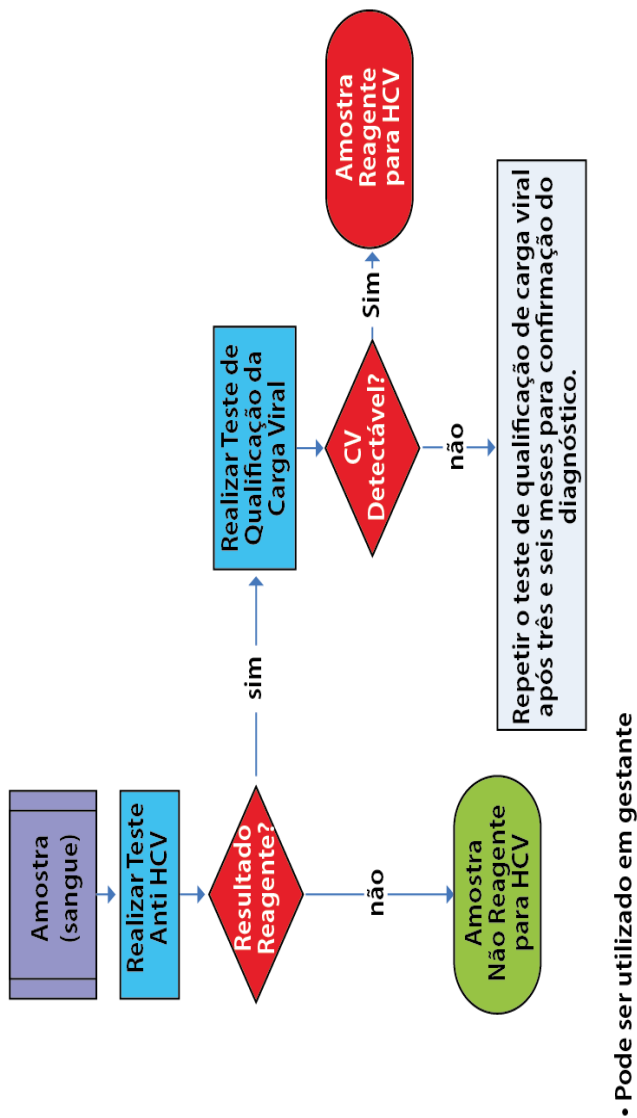 Amostra
(sangue)
Realizar Teste
Anti HCV
Resultado
Reagente?
sim
não
Amostra
Não Reagente
para HCV
Realizar Teste de
Qualificação da
Carga Viral
CV
Detectável?
Sim
não
Amostra
Reagente
para HCV
Repetir o teste de qualificação de carga viral
após três e seis meses para confirmação do
diagnóstico.
• Pode ser utilizado em gestante